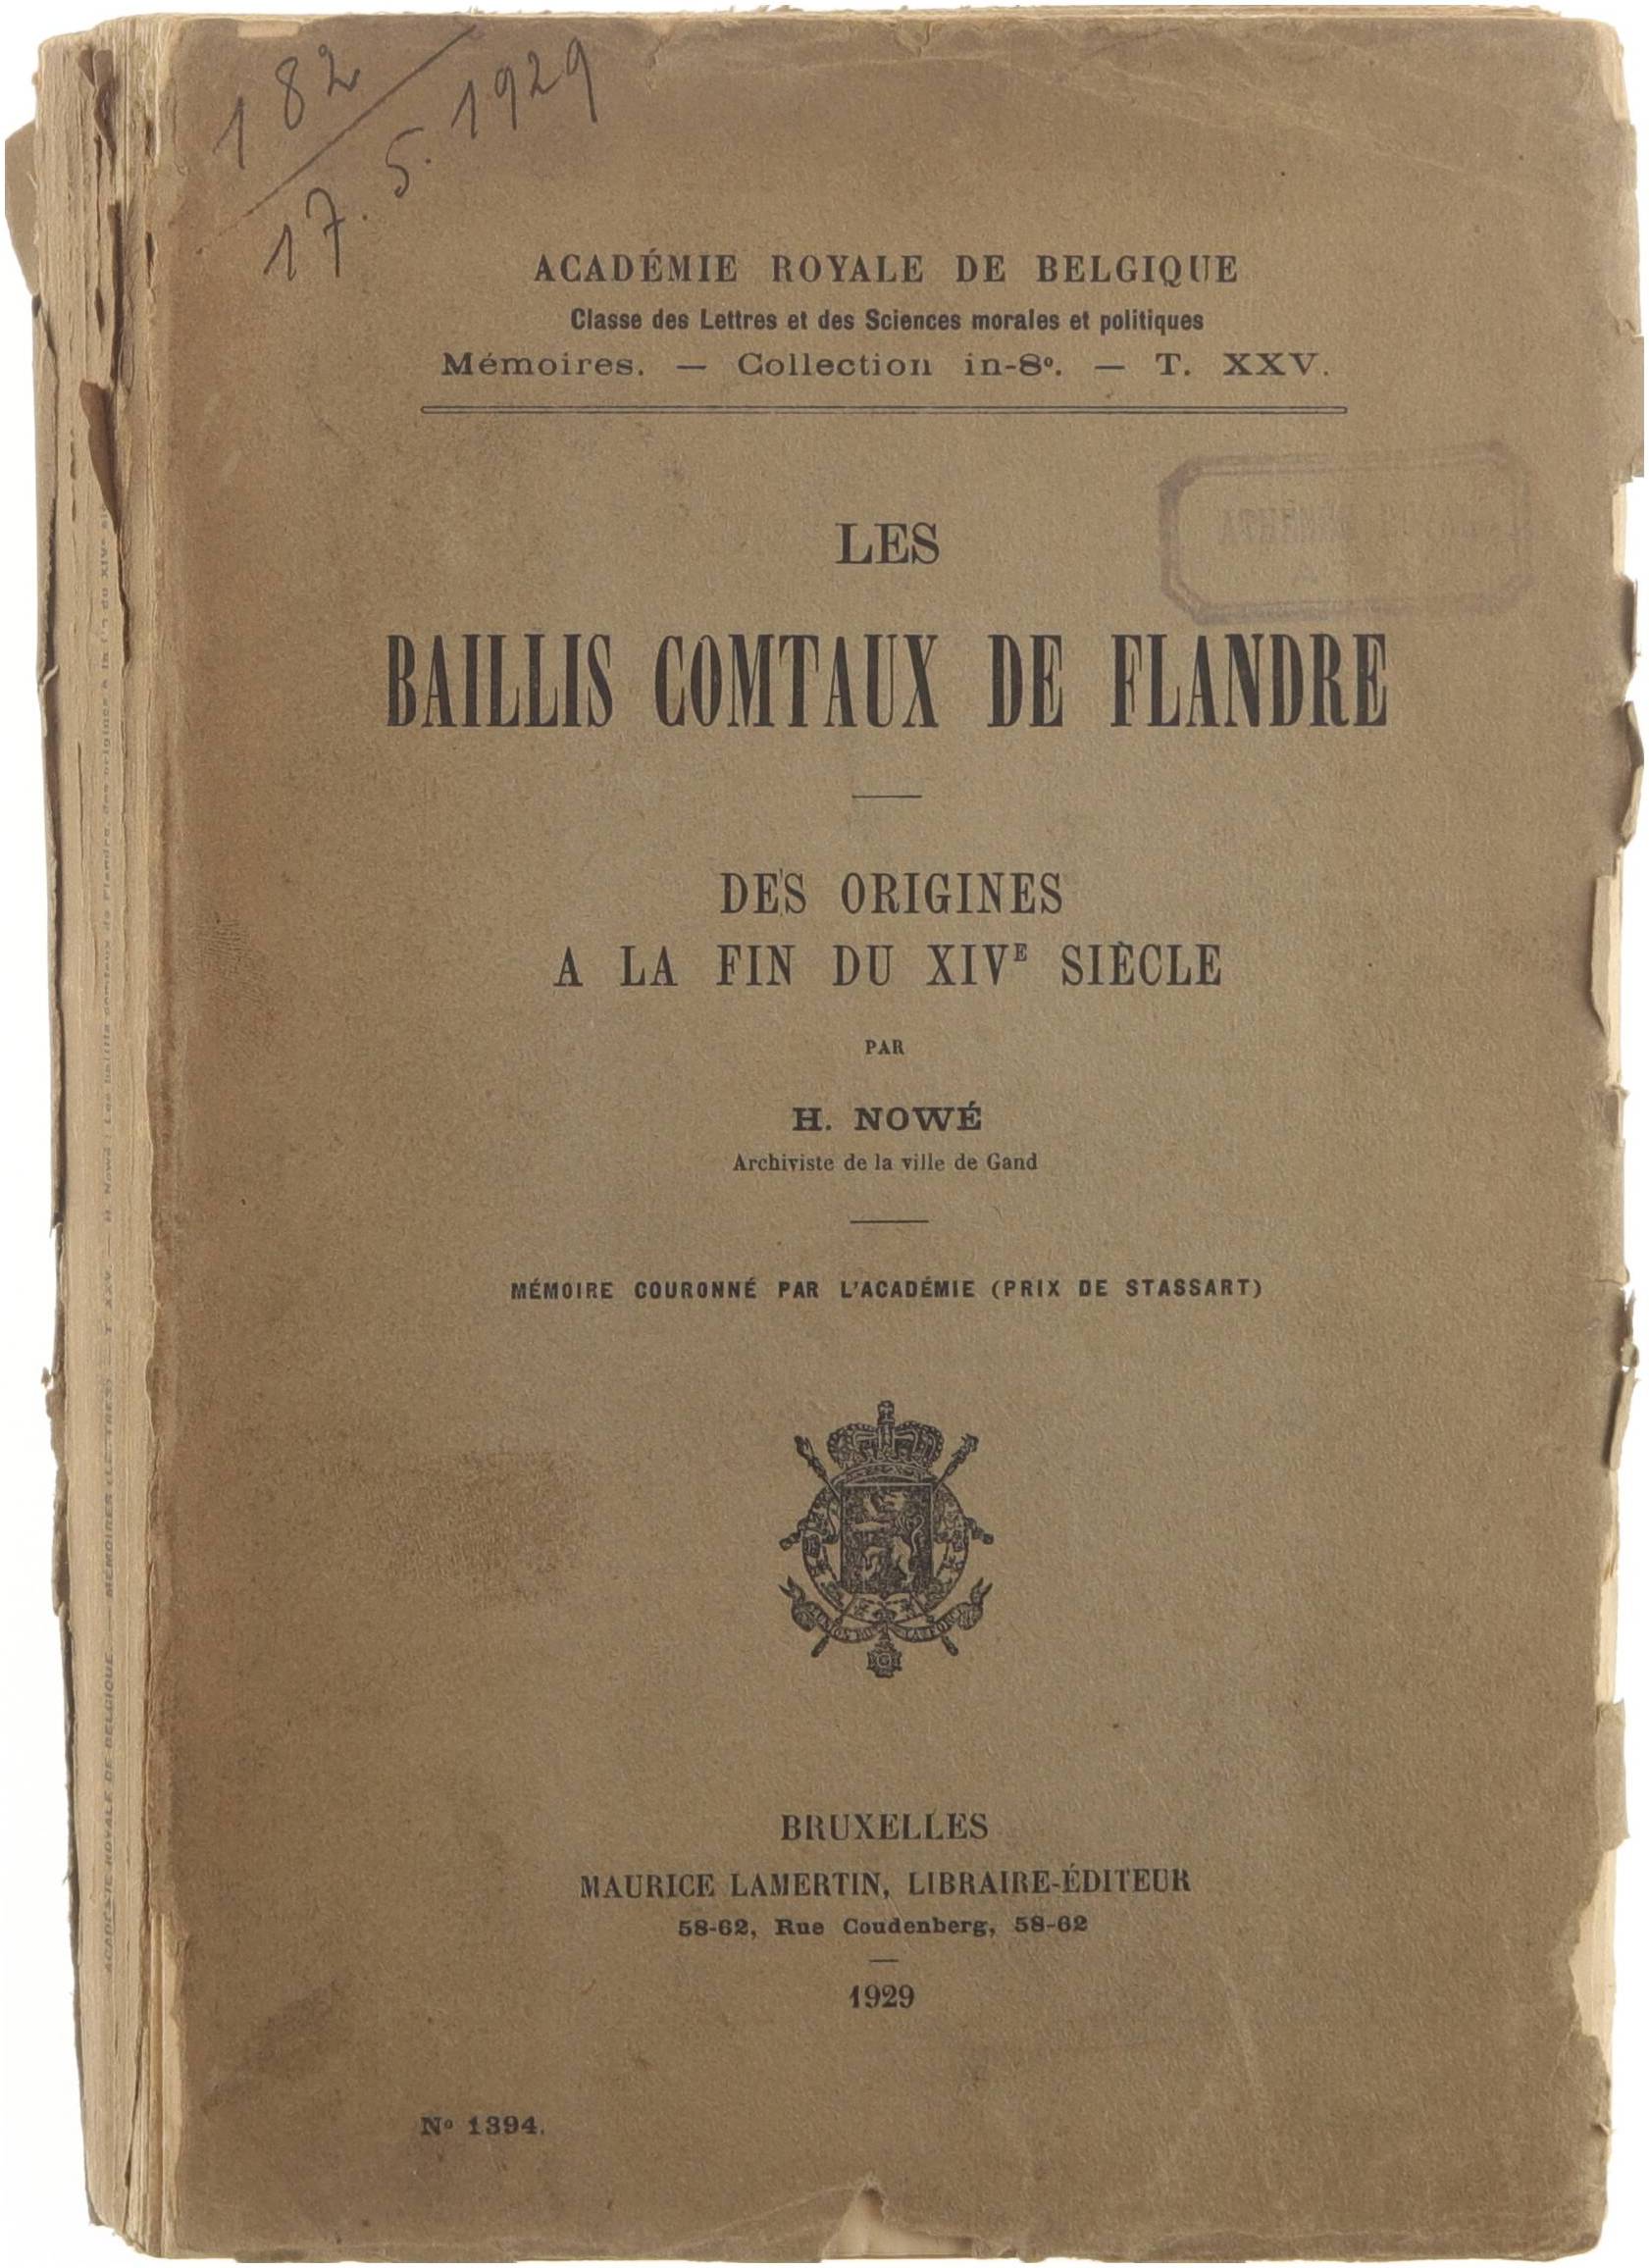 182
17.5.1929
ACADÉMIE ROYALE DE BELGIQUE
Classe des Lettres et des Sciences morales et politiques
Mémoires. — Collection in-8º. — T. XXV.
LES
BAILLIS COMTAUX DE FLANDRE
DES ORIGINES
A LA FIN DU XIVE SIÈCLE
PAR
H. NOWÉ
Archiviste de la ville de Gand
MÉMOIRE COURONNÉ PAR L'ACADÉMIE (PRIX DE STASSART)
BRUXELLES
MAURICE LAMERTIN, LIBRAIRE-ÉDITEUR
58-62, Rue Coudenberg, 58-62
1929
Nº 1394.